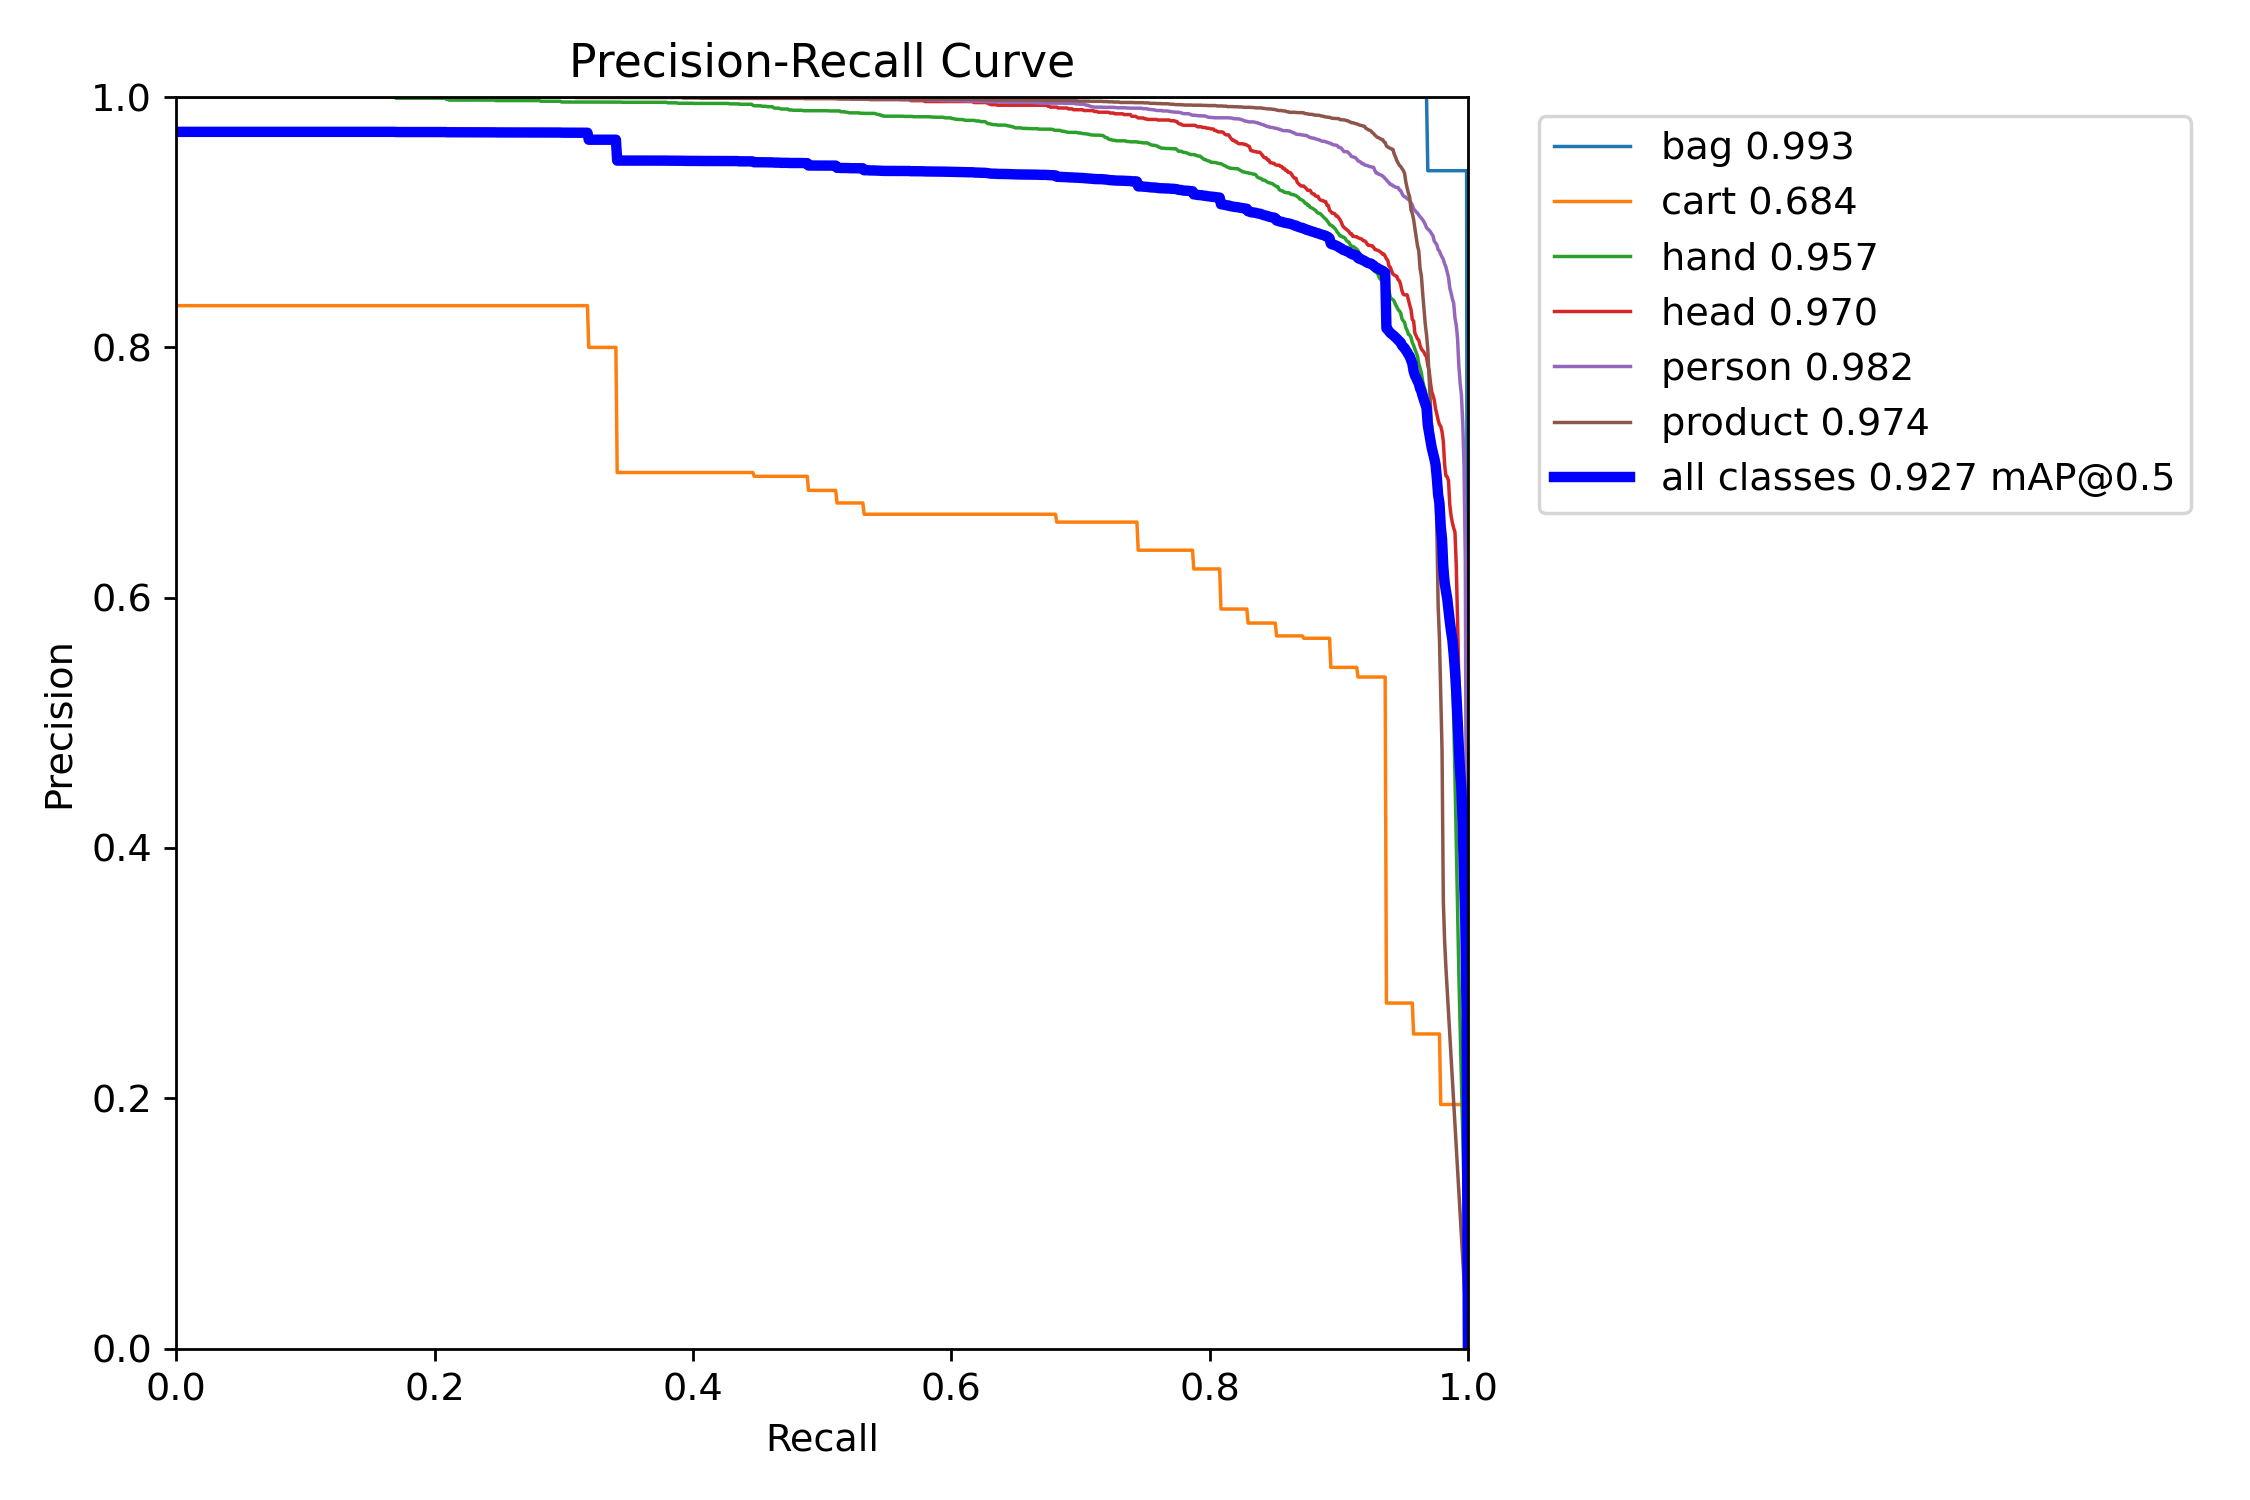 Precision-Recall Curve
1.0
0.8
0.6
0.4
0.2
0.0
Precision
0.0 0.2 0.4 0.6 0.8 1.0
Recall
bag 0.993
cart 0.684
hand 0.957
head 0.970
person 0.982
product 0.974
all classes 0.927 mAP@0.5